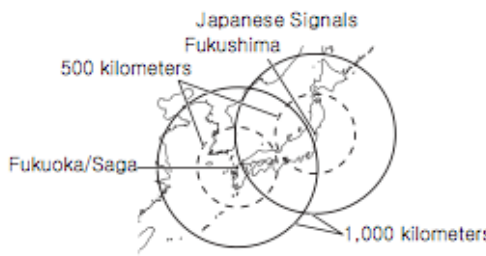 Japanese Signals
Fukushima
500 kilometers
Fukuoka/Saga
1,000 kilometers